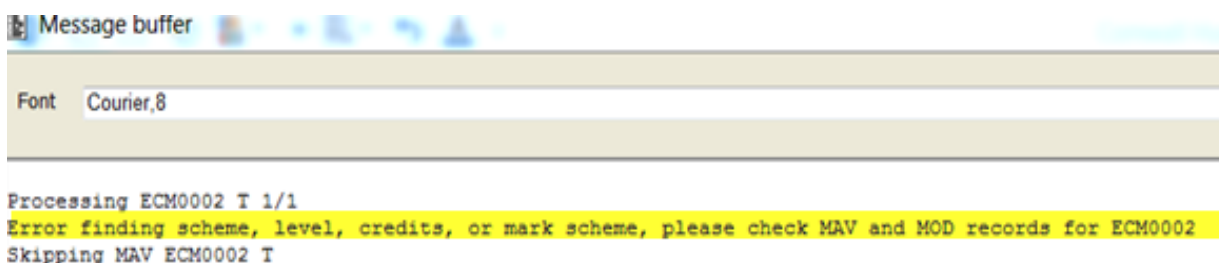 Message buffer
Font Courier,8
Processing ECM0002 T 1/1
Error finding scheme, level, credits, or mark scheme, please check MAV and MOD records for ECM0002
Skipping MAV ECM0002 T